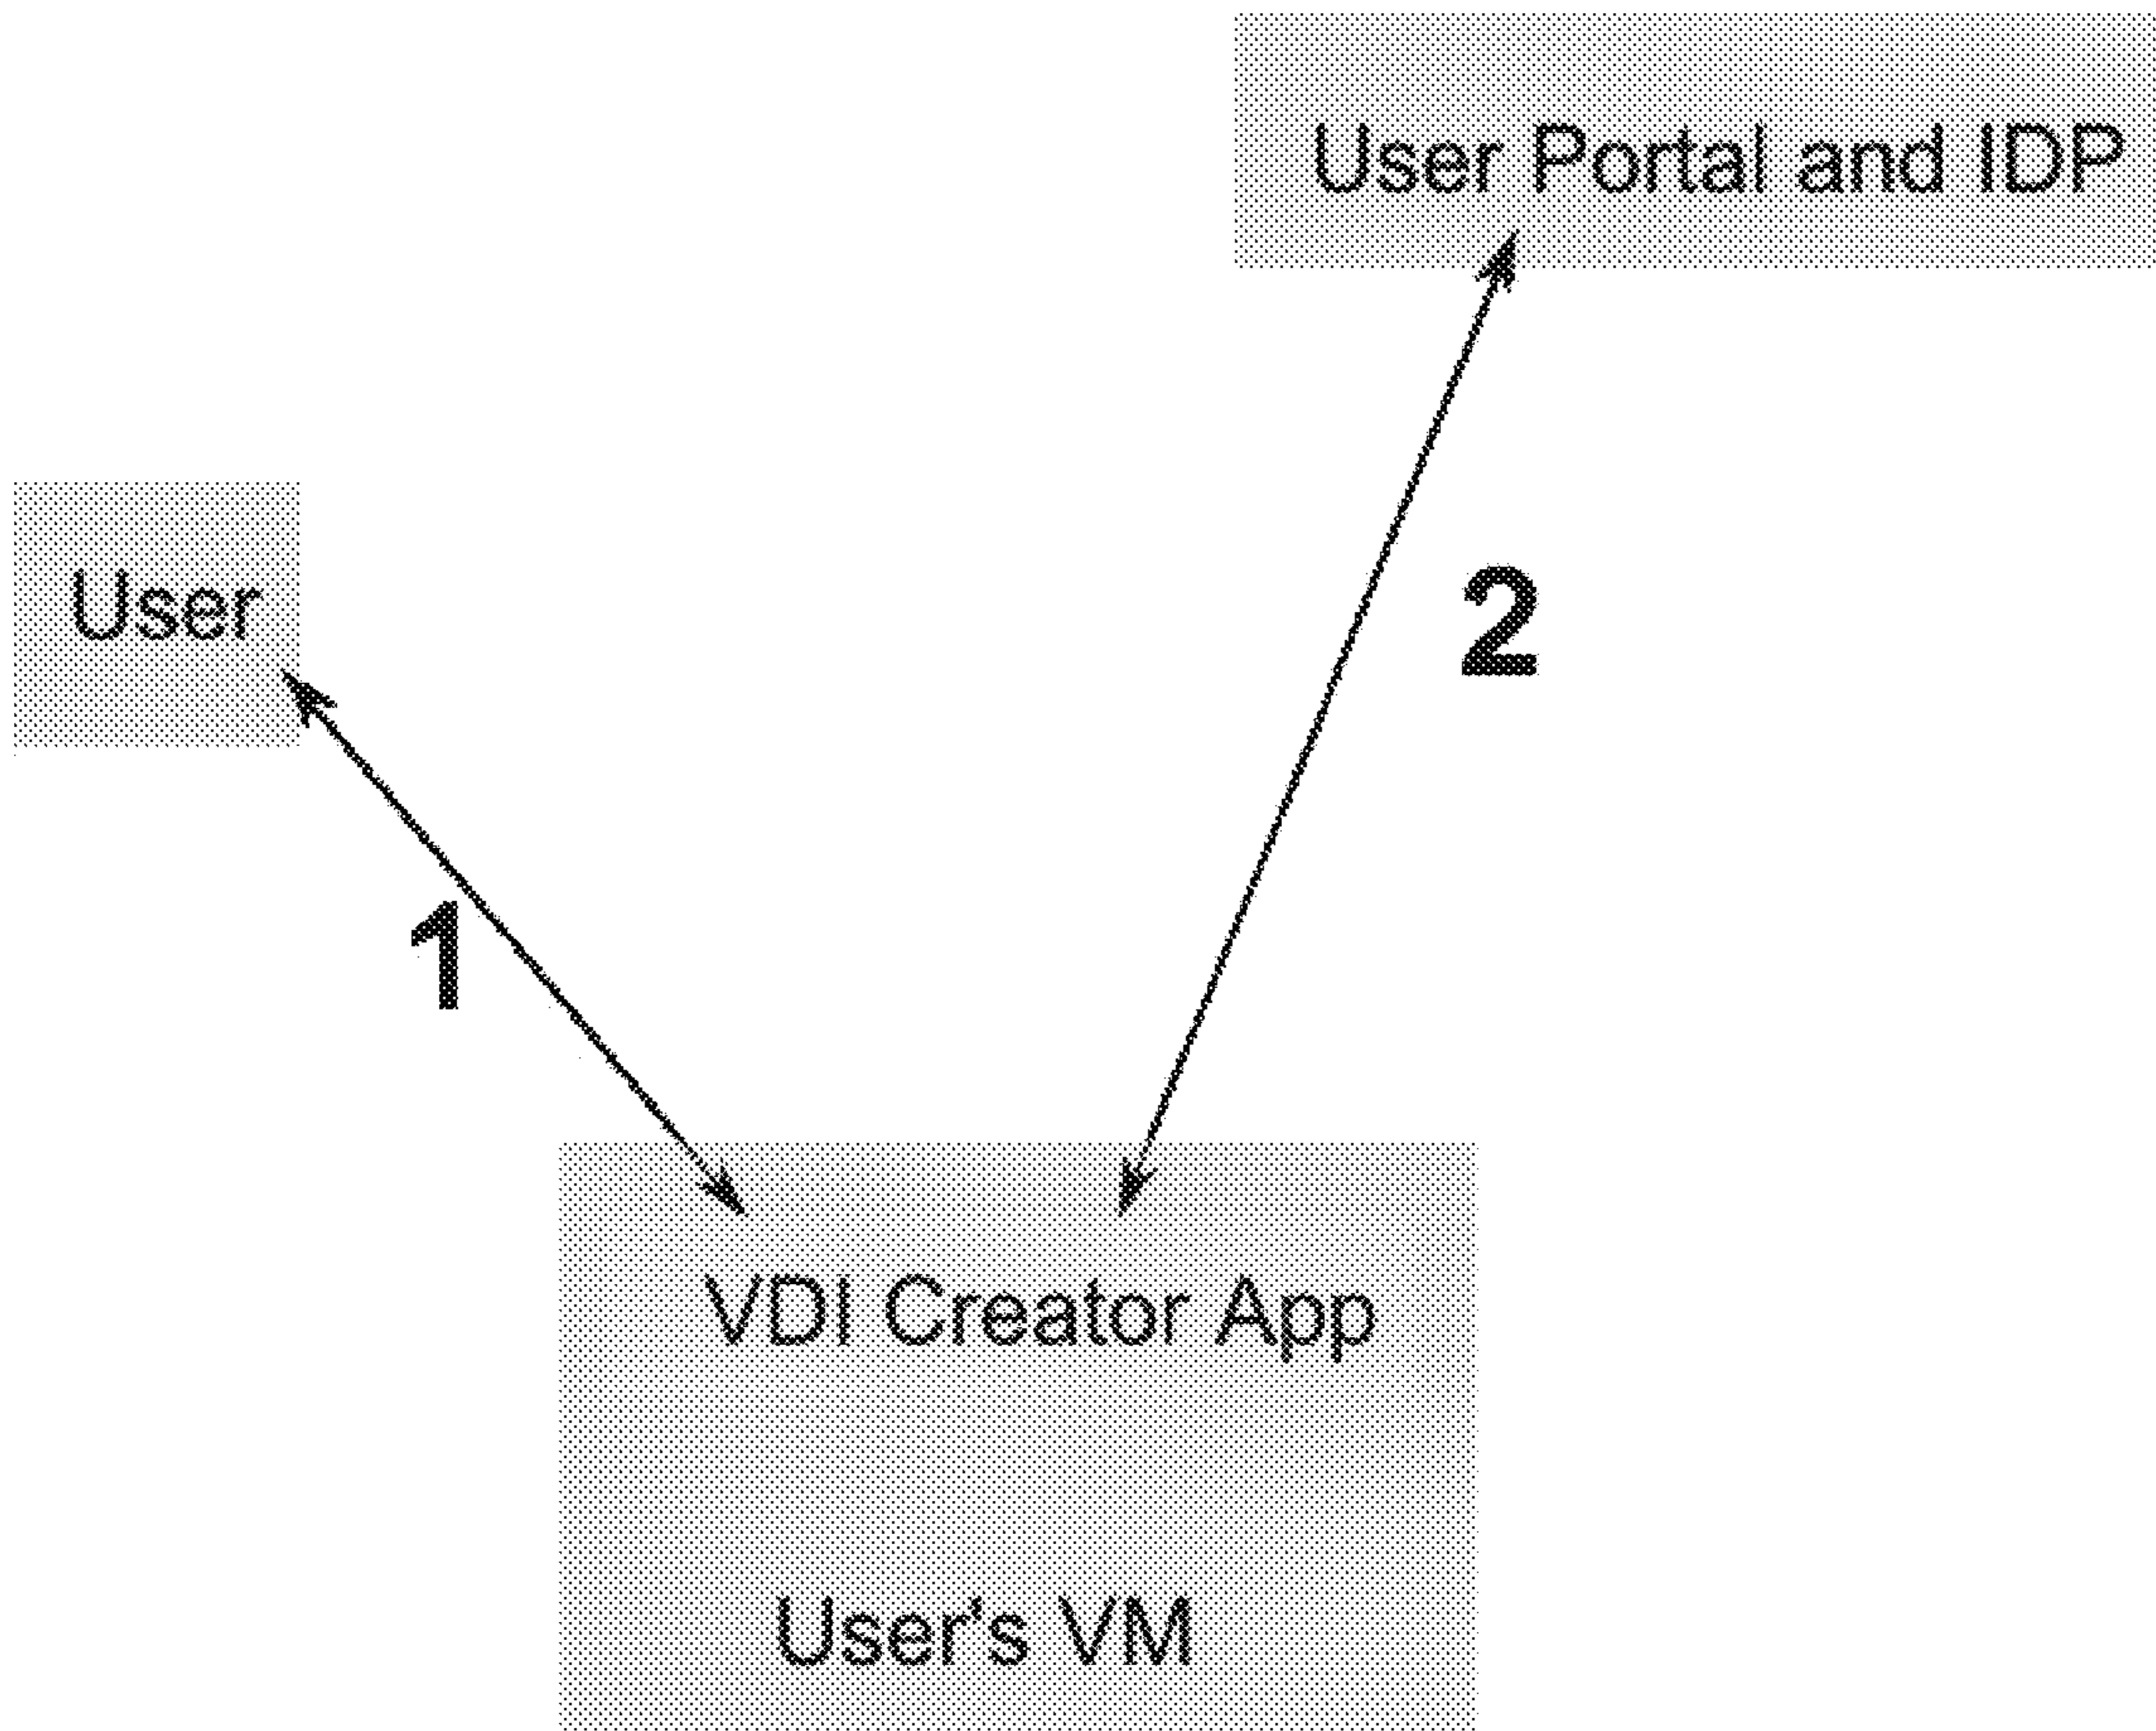 User Portal and IDP
User
2
1
VDI Creator App
User's VM